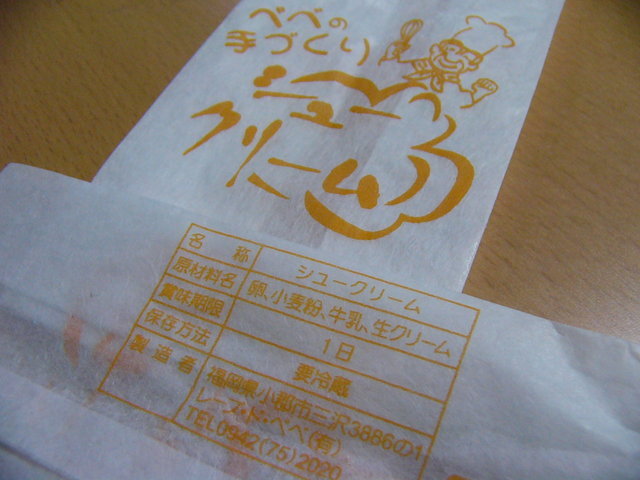 べべの
手づくり
シュー
クリーム
名称 シュークリーム
原材料名 卵、小麦粉、牛乳、生クリーム
賞味期限 1日
保存方法 要冷蔵
製造者 福岡県小郡市三沢3886の1
レーヌ・ド・べべ(有)
TEL0942(75)2020